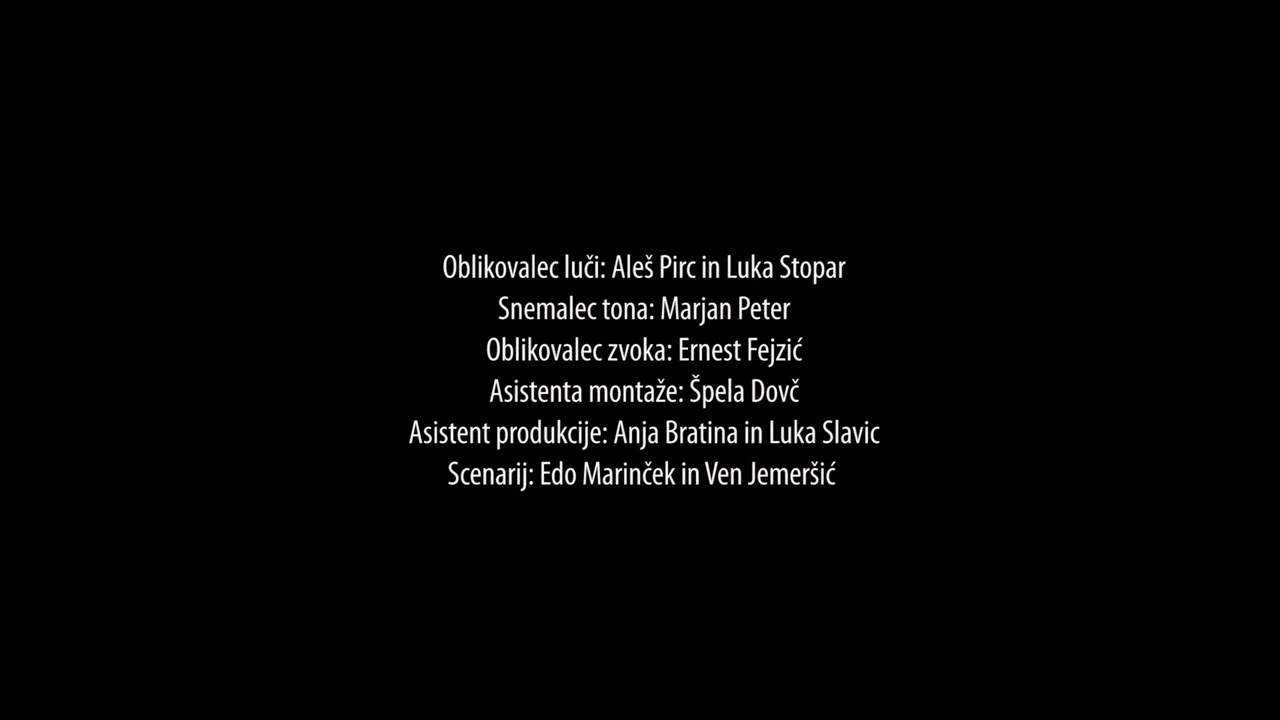 Oblikovalec luči: Aleš Pirc in Luka Stopar
Snemalec tona: Marjan Peter
Oblikovalec zvoka: Ernest Fejzić
Asistenta montaže: Špela Dovč
Asistent produkcije: Anja Bratina in Luka Slavic
Scenarij: Edo Marinček in Ven Jemeršić